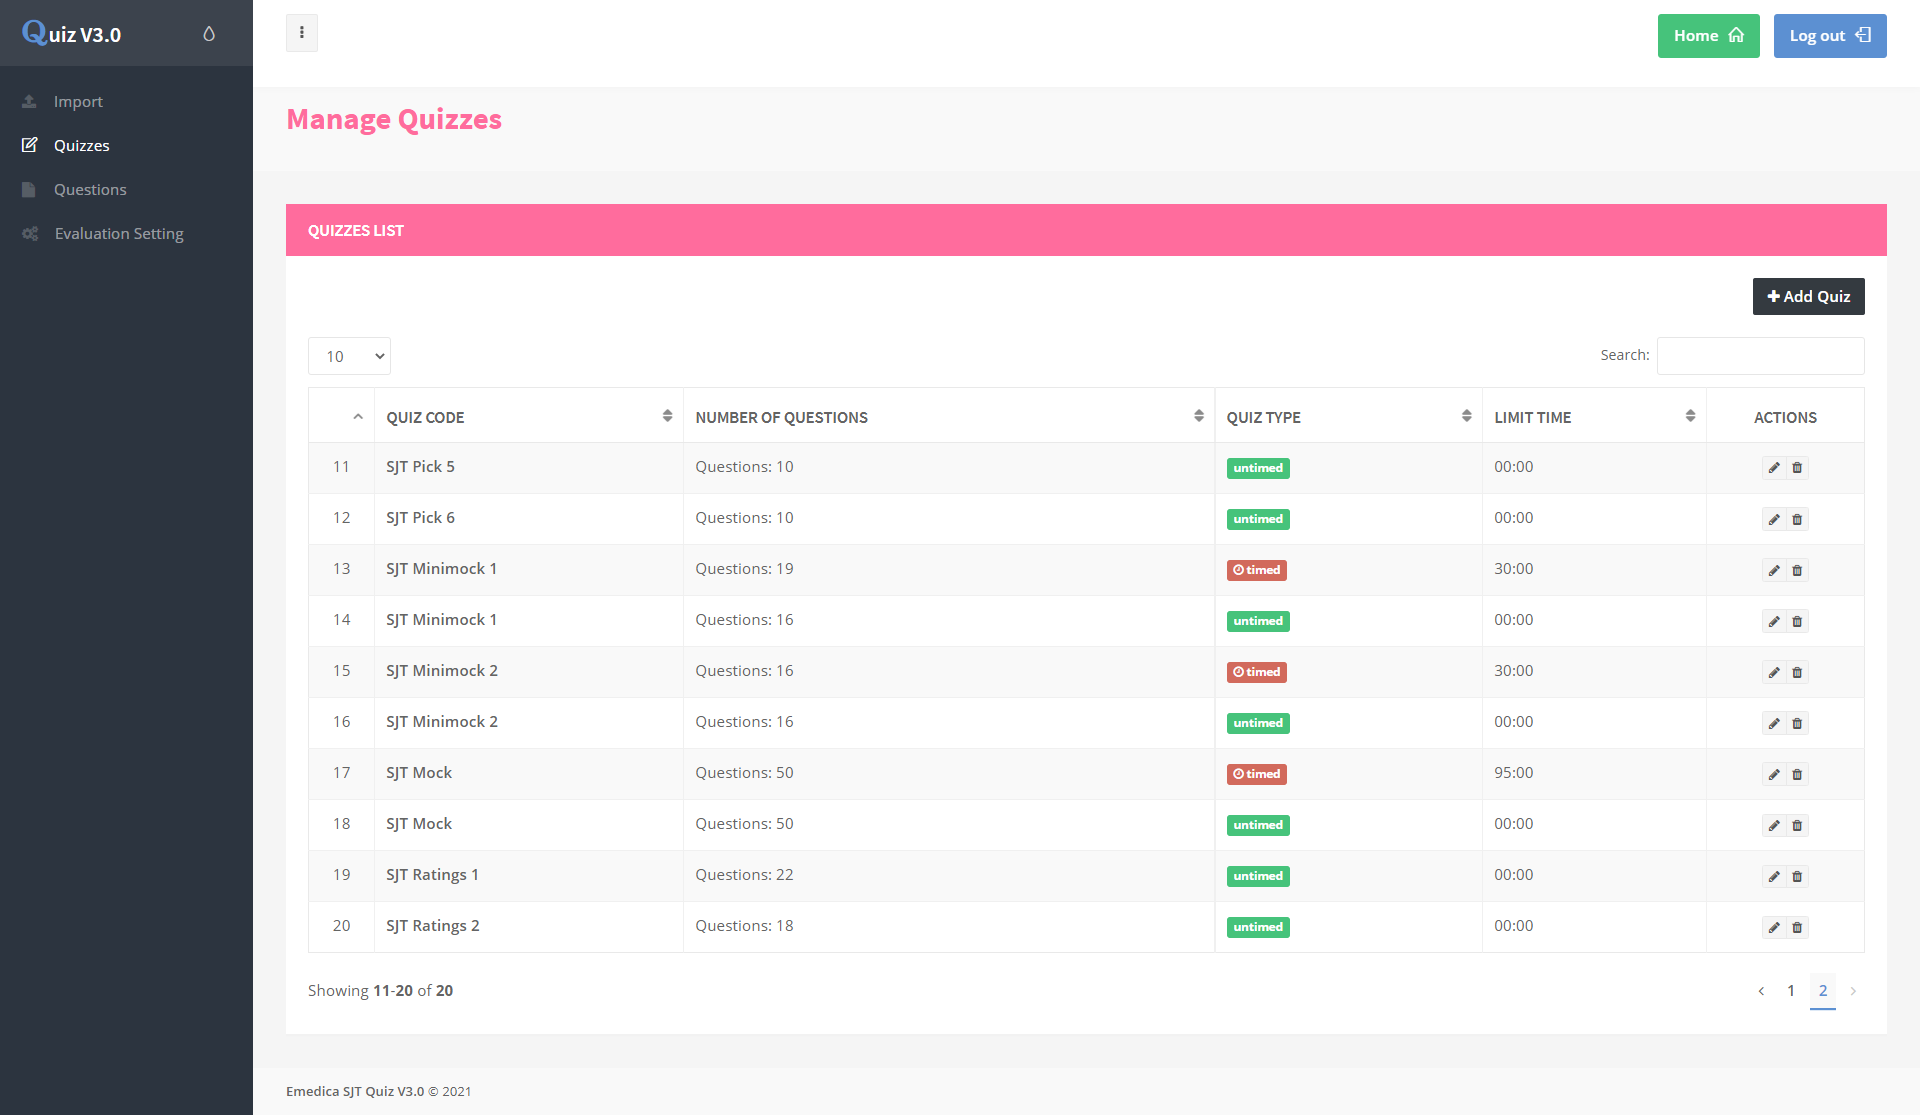 Quiz V3.0
Home
Log out
Import
Quizzes
Questions
Evaluation Setting
Manage Quizzes
QUIZZES LIST
Add Quiz
10
Search:
QUIZ CODE NUMBER OF QUESTIONS QUIZ TYPE LIMIT TIME ACTIONS
11 SJT Pick 5 Questions: 10 untimed 00:00
12 SJT Pick 6 Questions: 10 untimed 00:00
13 SJT Minimock 1 Questions: 19 timed 30:00
14 SJT Minimock 1 Questions: 16 untimed 00:00
15 SJT Minimock 2 Questions: 16 timed 30:00
16 SJT Minimock 2 Questions: 16 untimed 00:00
17 SJT Mock Questions: 50 timed 95:00
18 SJT Mock Questions: 50 untimed 00:00
19 SJT Ratings 1 Questions: 22 untimed 00:00
20 SJT Ratings 2 Questions: 18 untimed 00:00
Showing 11-20 of 20
1 2
Emedica SJT Quiz V3.0 © 2021